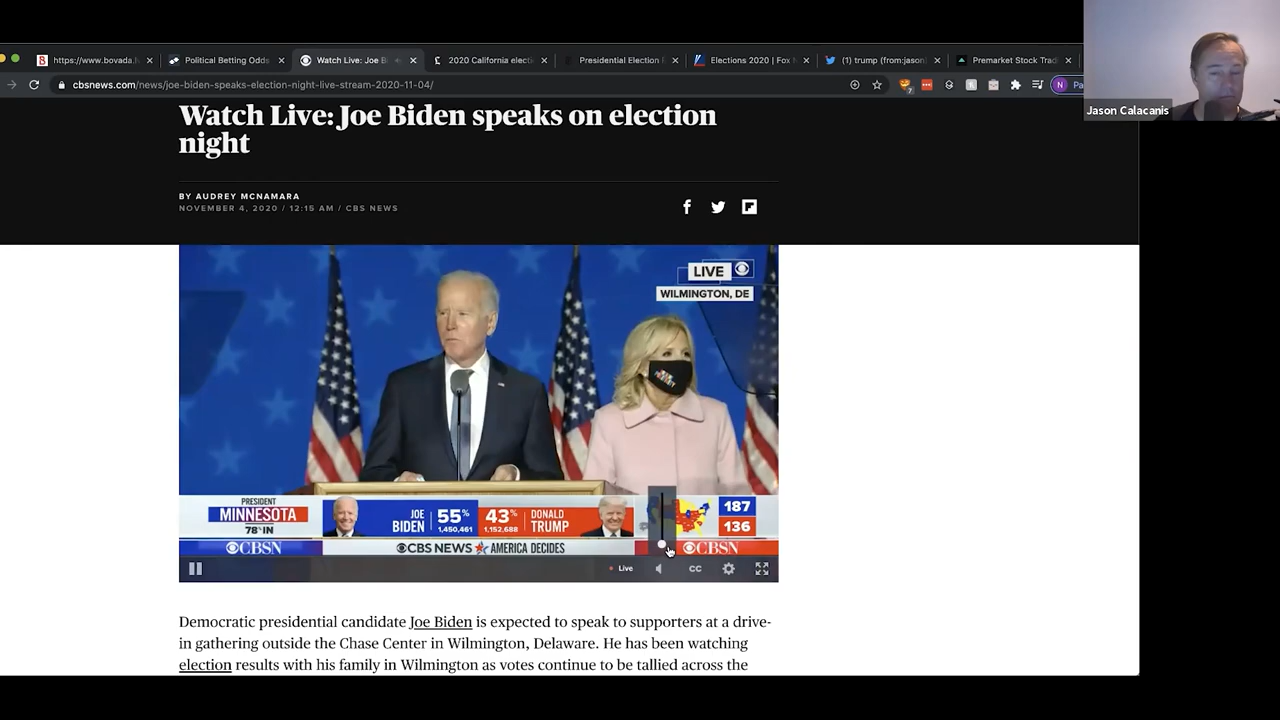 https://www.bovada.
Political Betting Odds
Watch Live: Joe Bi
2020 California electi
Presidential Election
Elections 2020 | Fox
(1) trump (from:jason
Premarket Stock Trad
cbsnews.com/news/joe-biden-speaks-election-night-live-stream-2020-11-04/
N
Pa
Jason Calacanis
Watch Live: Joe Biden speaks on election
night
BY AUDREY MCNAMARA
NOVEMBER 4, 2020 / 12:15 AM / CBS NEWS
LIVE
WILMINGTON, DE
PRESIDENT
MINNESOTA
78% IN
JOE
BIDEN
55%
1,450,461
43%
1,152,688
DONALD
TRUMP
187
136
CBSN
CBS NEWS AMERICA DECIDES
CBSN
Live
CC
Democratic presidential candidate Joe Biden is expected to speak to supporters at a drive-
in gathering outside the Chase Center in Wilmington, Delaware. He has been watching
election results with his family in Wilmington as votes continue to be tallied across the